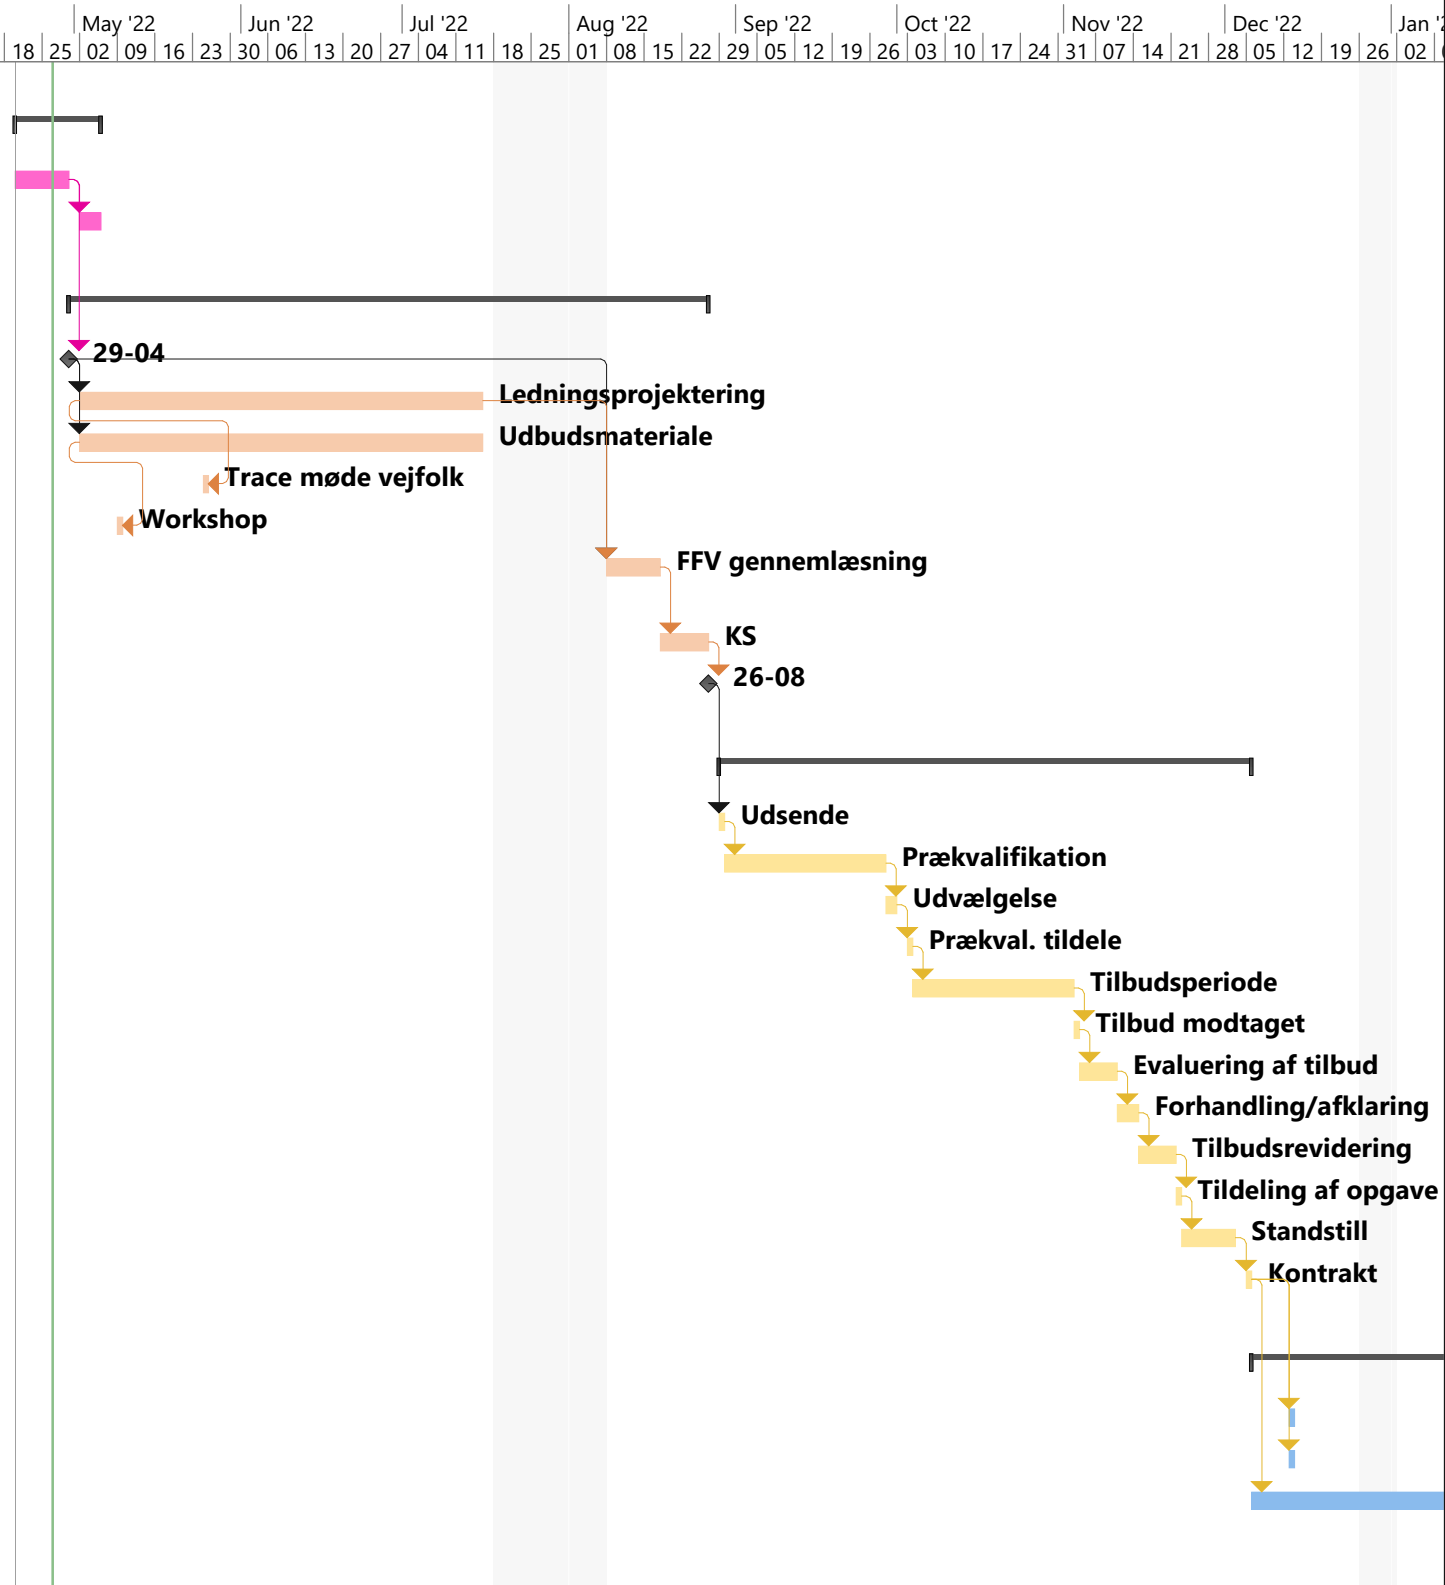 May '22 Jun '22 Jul '22 Aug '22 Sep '22 Oct '22 Nov '22 Dec '22 Jan
18 25 02 09 16 23 30 06 13 20 27 04 11 18 25 01 08 15 22 29 05 12 19 26 03 10 17 24 31 07 14 21 28 05 12 19 26 02
29-04
Ledningsprojektering
Udbudsmateriale
Trace møde vejfolk
Workshop
FFV gennemlæsning
KS
26-08
Udsende
Prækvalifikation
Udvælgelse
Prækval. tildele
Tilbudsperiode
Tilbud modtaget
Evaluering af tilbud
Forhandling/afklaring
Tilbudsrevidering
Tildeling af opgave
Standstill
Kontrakt